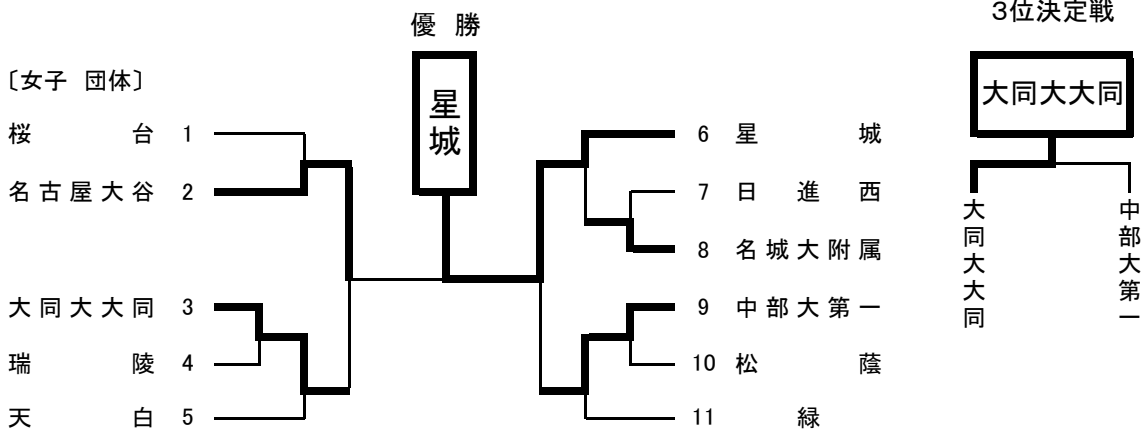 優 勝
星城
〔女子 団体〕
桜 台 1
名古屋大谷 2
大同大大同 3
瑞 陵 4
天 白 5
6 星 城
7 日 進 西
8 名城大附属
9 中部大第一
10 松 蔭
11 緑
3位決定戦
大同大大同
大同大大同
中部大第一